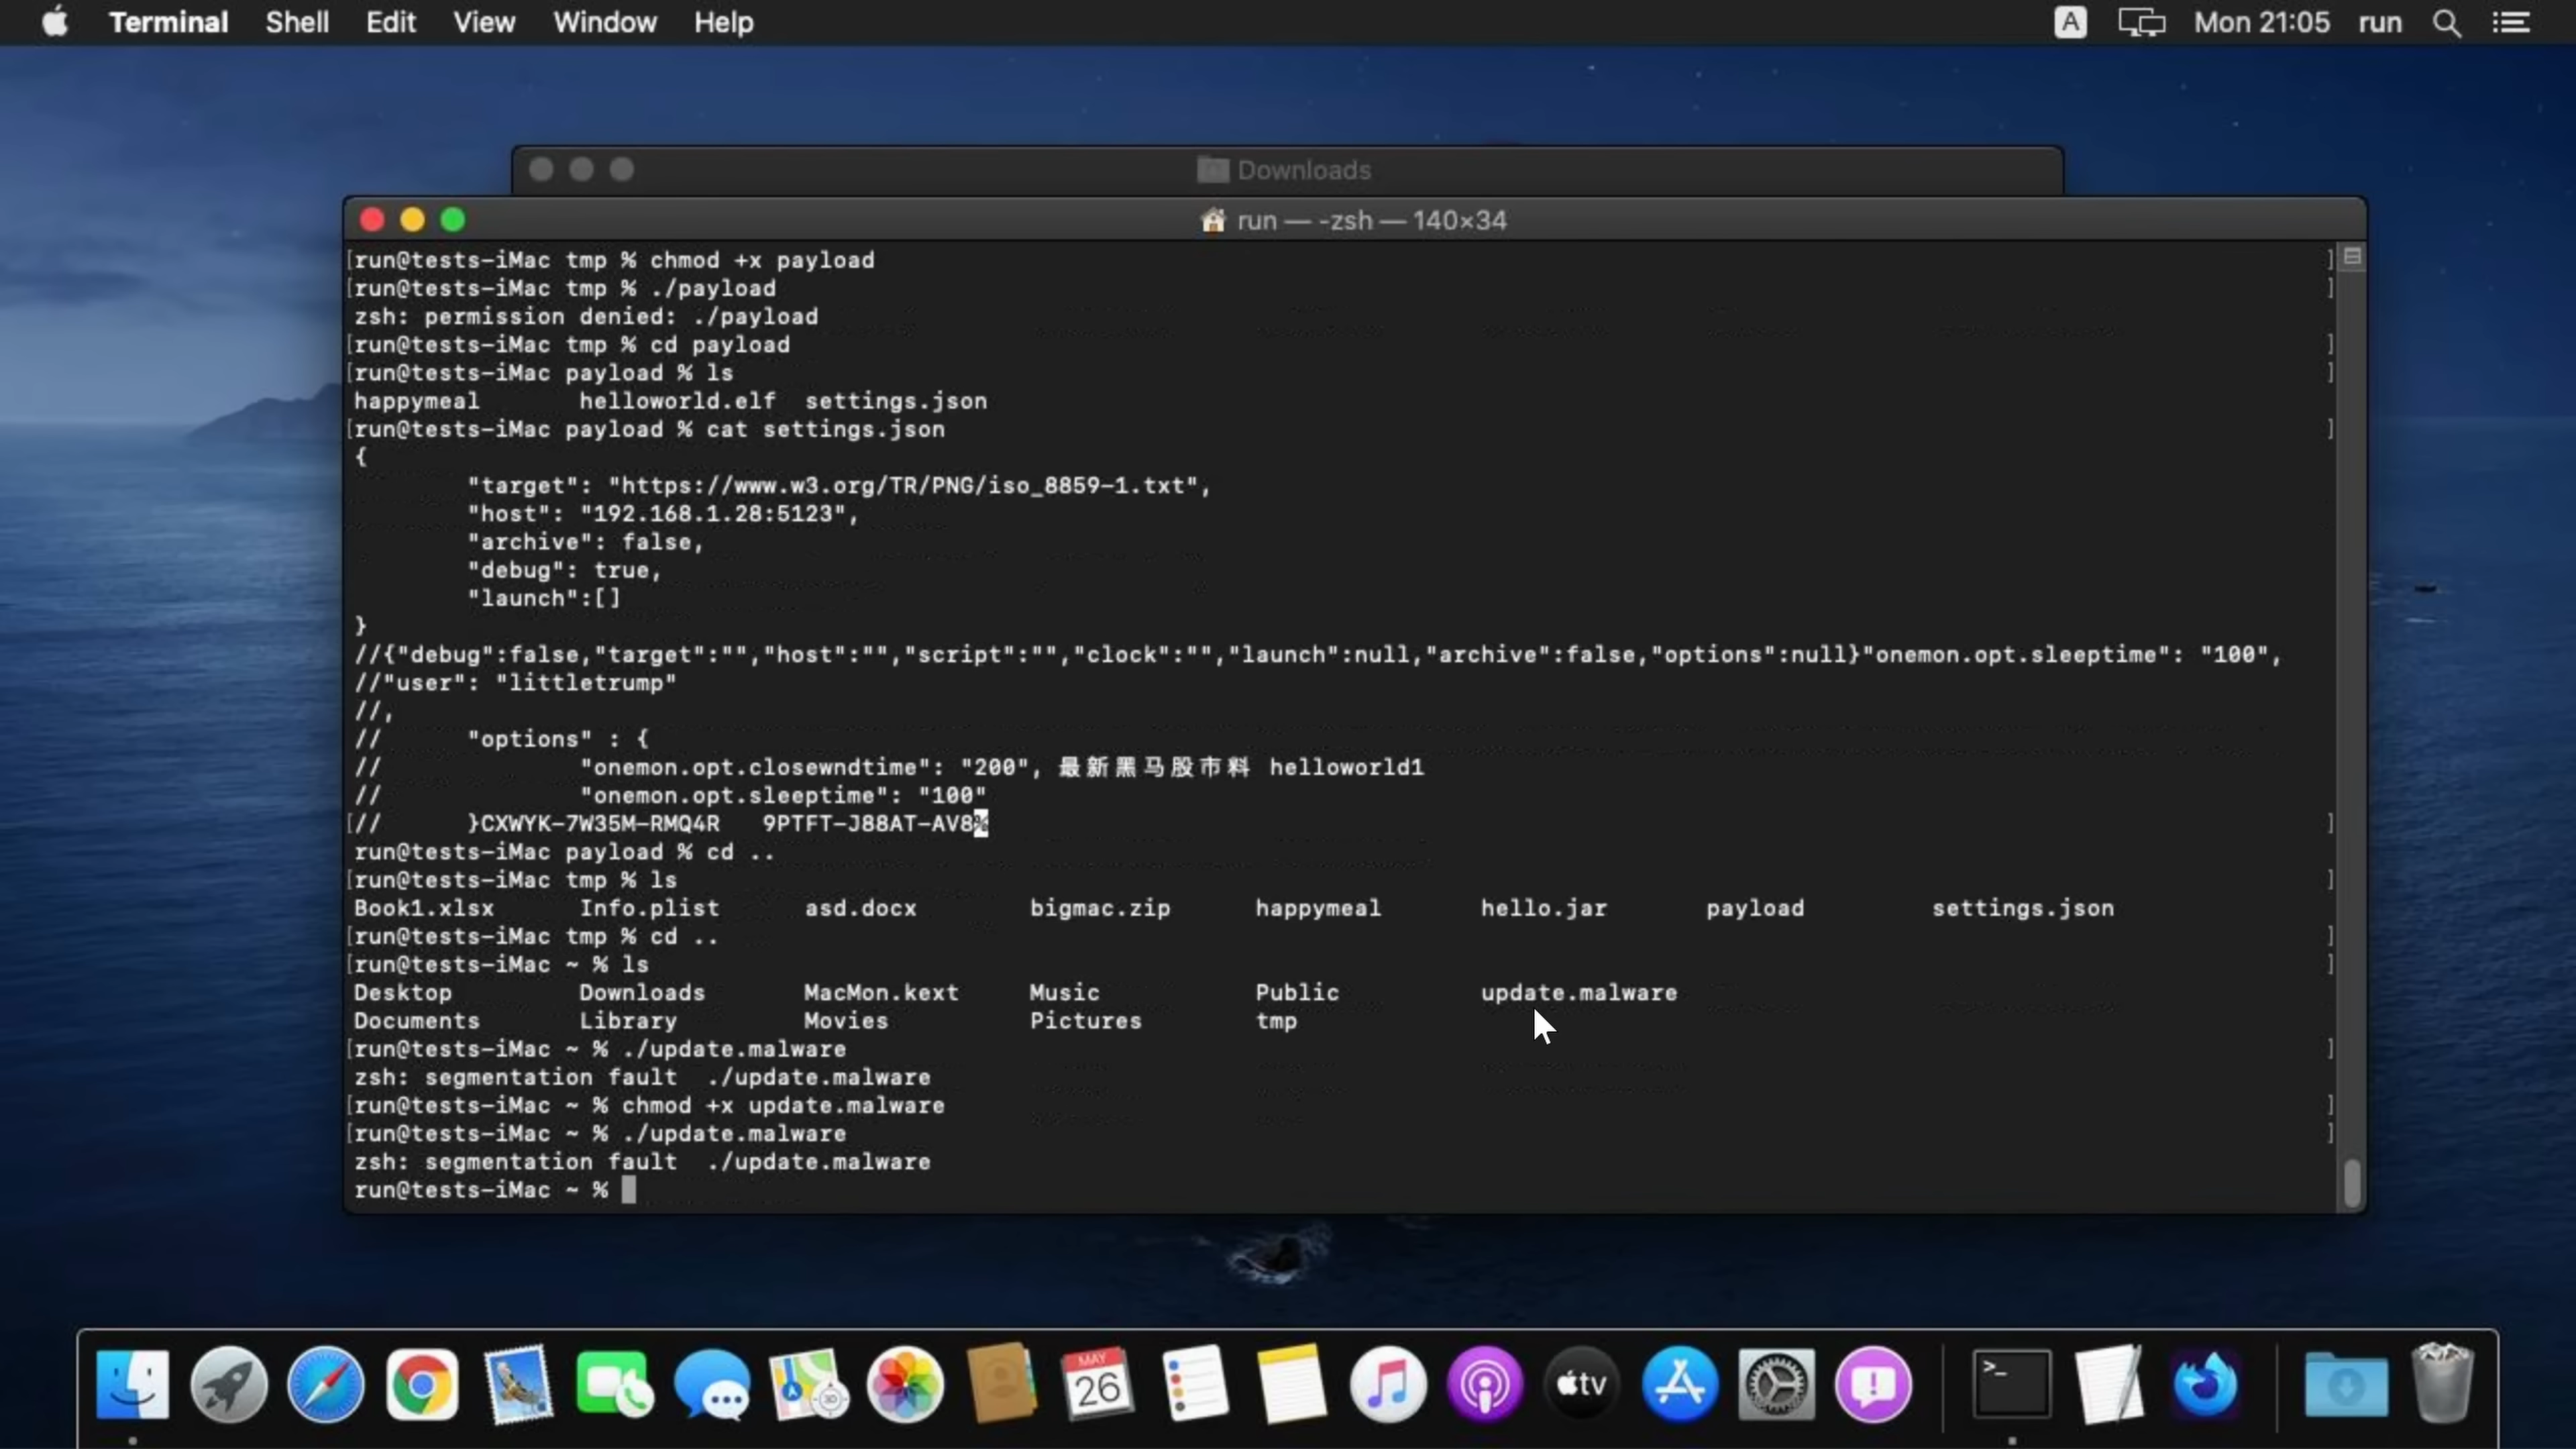 Terminal Shell Edit View Window Help A Mon 21:05 run
Downloads
run — -zsh — 140×34
[run@tests-iMac tmp % chmod +x payload ]
[run@tests-iMac tmp % ./payload ]
zsh: permission denied: ./payload
[run@tests-iMac tmp % cd payload ]
[run@tests-iMac payload % ls ]
happymeal helloworld.elf settings.json
[run@tests-iMac payload % cat settings.json ]
{
"target": "https://www.w3.org/TR/PNG/iso_8859-1.txt",
"host": "192.168.1.28:5123",
"archive": false,
"debug": true,
"launch":[]
}
//{"debug":false,"target":"","host":"","script":"","clock":"","launch":null,"archive":false,"options":null}"onemon.opt.sleeptime": "100",
//"user": "littletrump"
//,
// "options" : {
// "onemon.opt.closewndtime": "200", 最新黑马股市料 helloworld1
// "onemon.opt.sleeptime": "100"
[// }CXWYK-7W35M-RMQ4R 9PTFT-J88AT-AV8% ]
run@tests-iMac payload % cd ..
[run@tests-iMac tmp % ls ]
Book1.xlsx Info.plist asd.docx bigmac.zip happymeal hello.jar payload settings.json
[run@tests-iMac tmp % cd .. ]
[run@tests-iMac ~ % ls ]
Desktop Downloads MacMon.kext Music Public update.malware
Documents Library Movies Pictures tmp
[run@tests-iMac ~ % ./update.malware ]
zsh: segmentation fault ./update.malware
[run@tests-iMac ~ % chmod +x update.malware ]
[run@tests-iMac ~ % ./update.malware ]
zsh: segmentation fault ./update.malware
run@tests-iMac ~ %
MAY
26
tv
>_